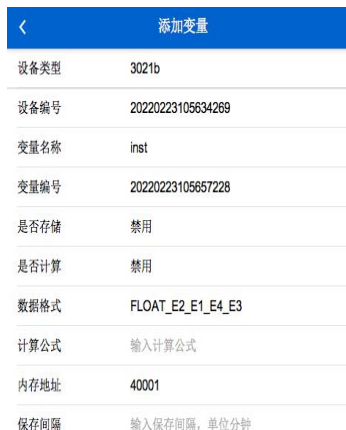 添加变量
设备类型 3021b
设备编号 20220223105634269
变量名称 inst
变量编号 20220223105657228
是否存储 禁用
是否计算 禁用
数据格式 FLOAT_E2_E1_E4_E3
计算公式 输入计算公式
内存地址 40001
保存间隔 输入保存间隔，单位分钟